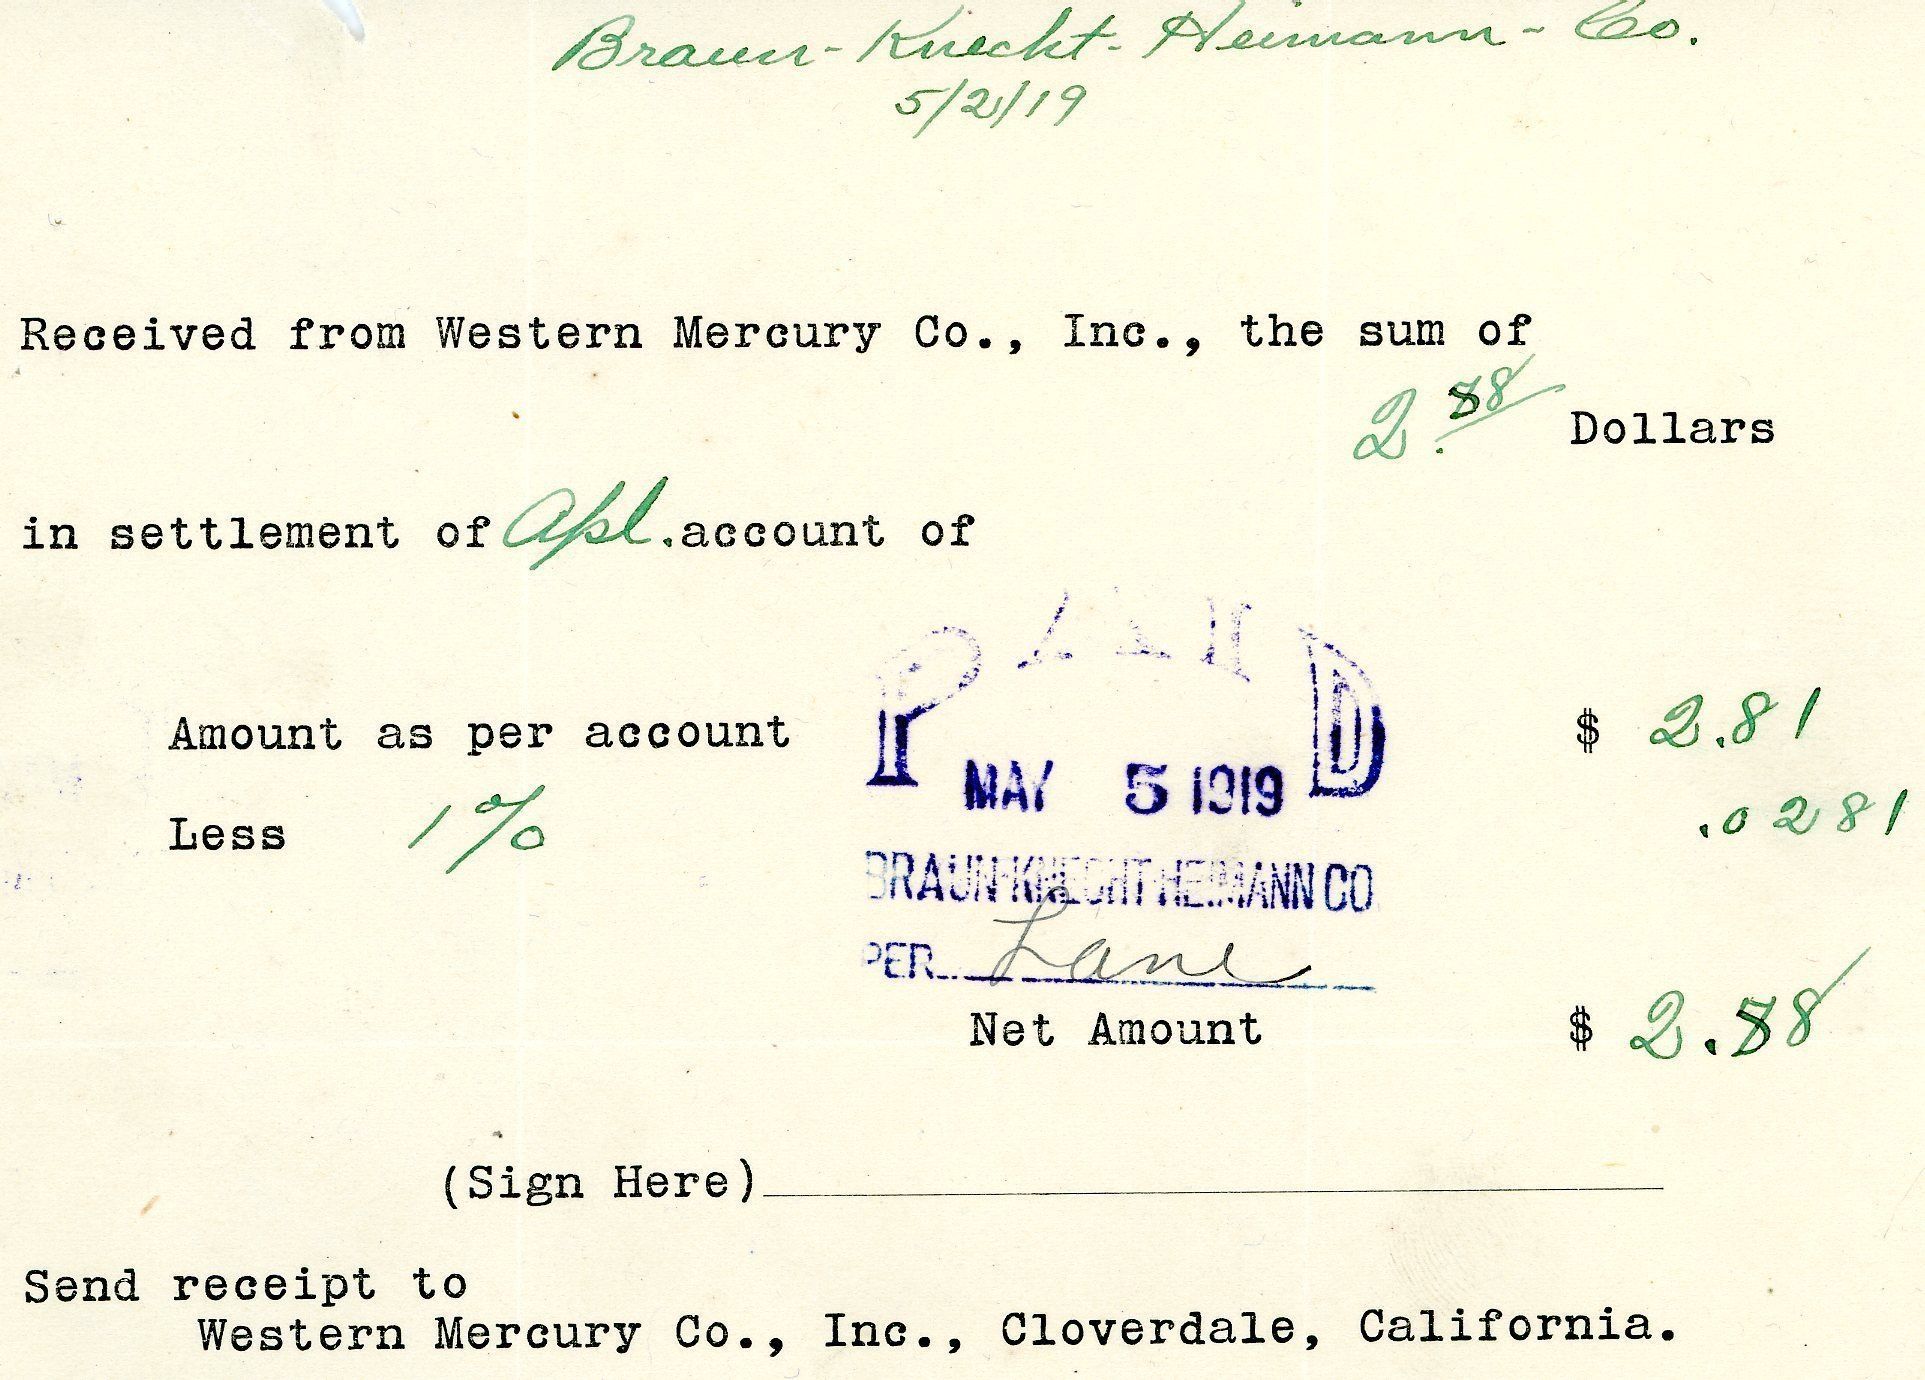 Braun-Knecht-Heimann-Co.
5/2/19
Received from Western Mercury Co., Inc., the sum of
2.78 Dollars
in settlement of Apl. account of
PAID
Amount as per account $ 2.81
MAY 5 1919
Less 1% .0281
BRAUN-KNECHT-HEIMANN CO
PER Lane
Net Amount $ 2.78
(Sign Here)
Send receipt to
Western Mercury Co., Inc., Cloverdale, California.